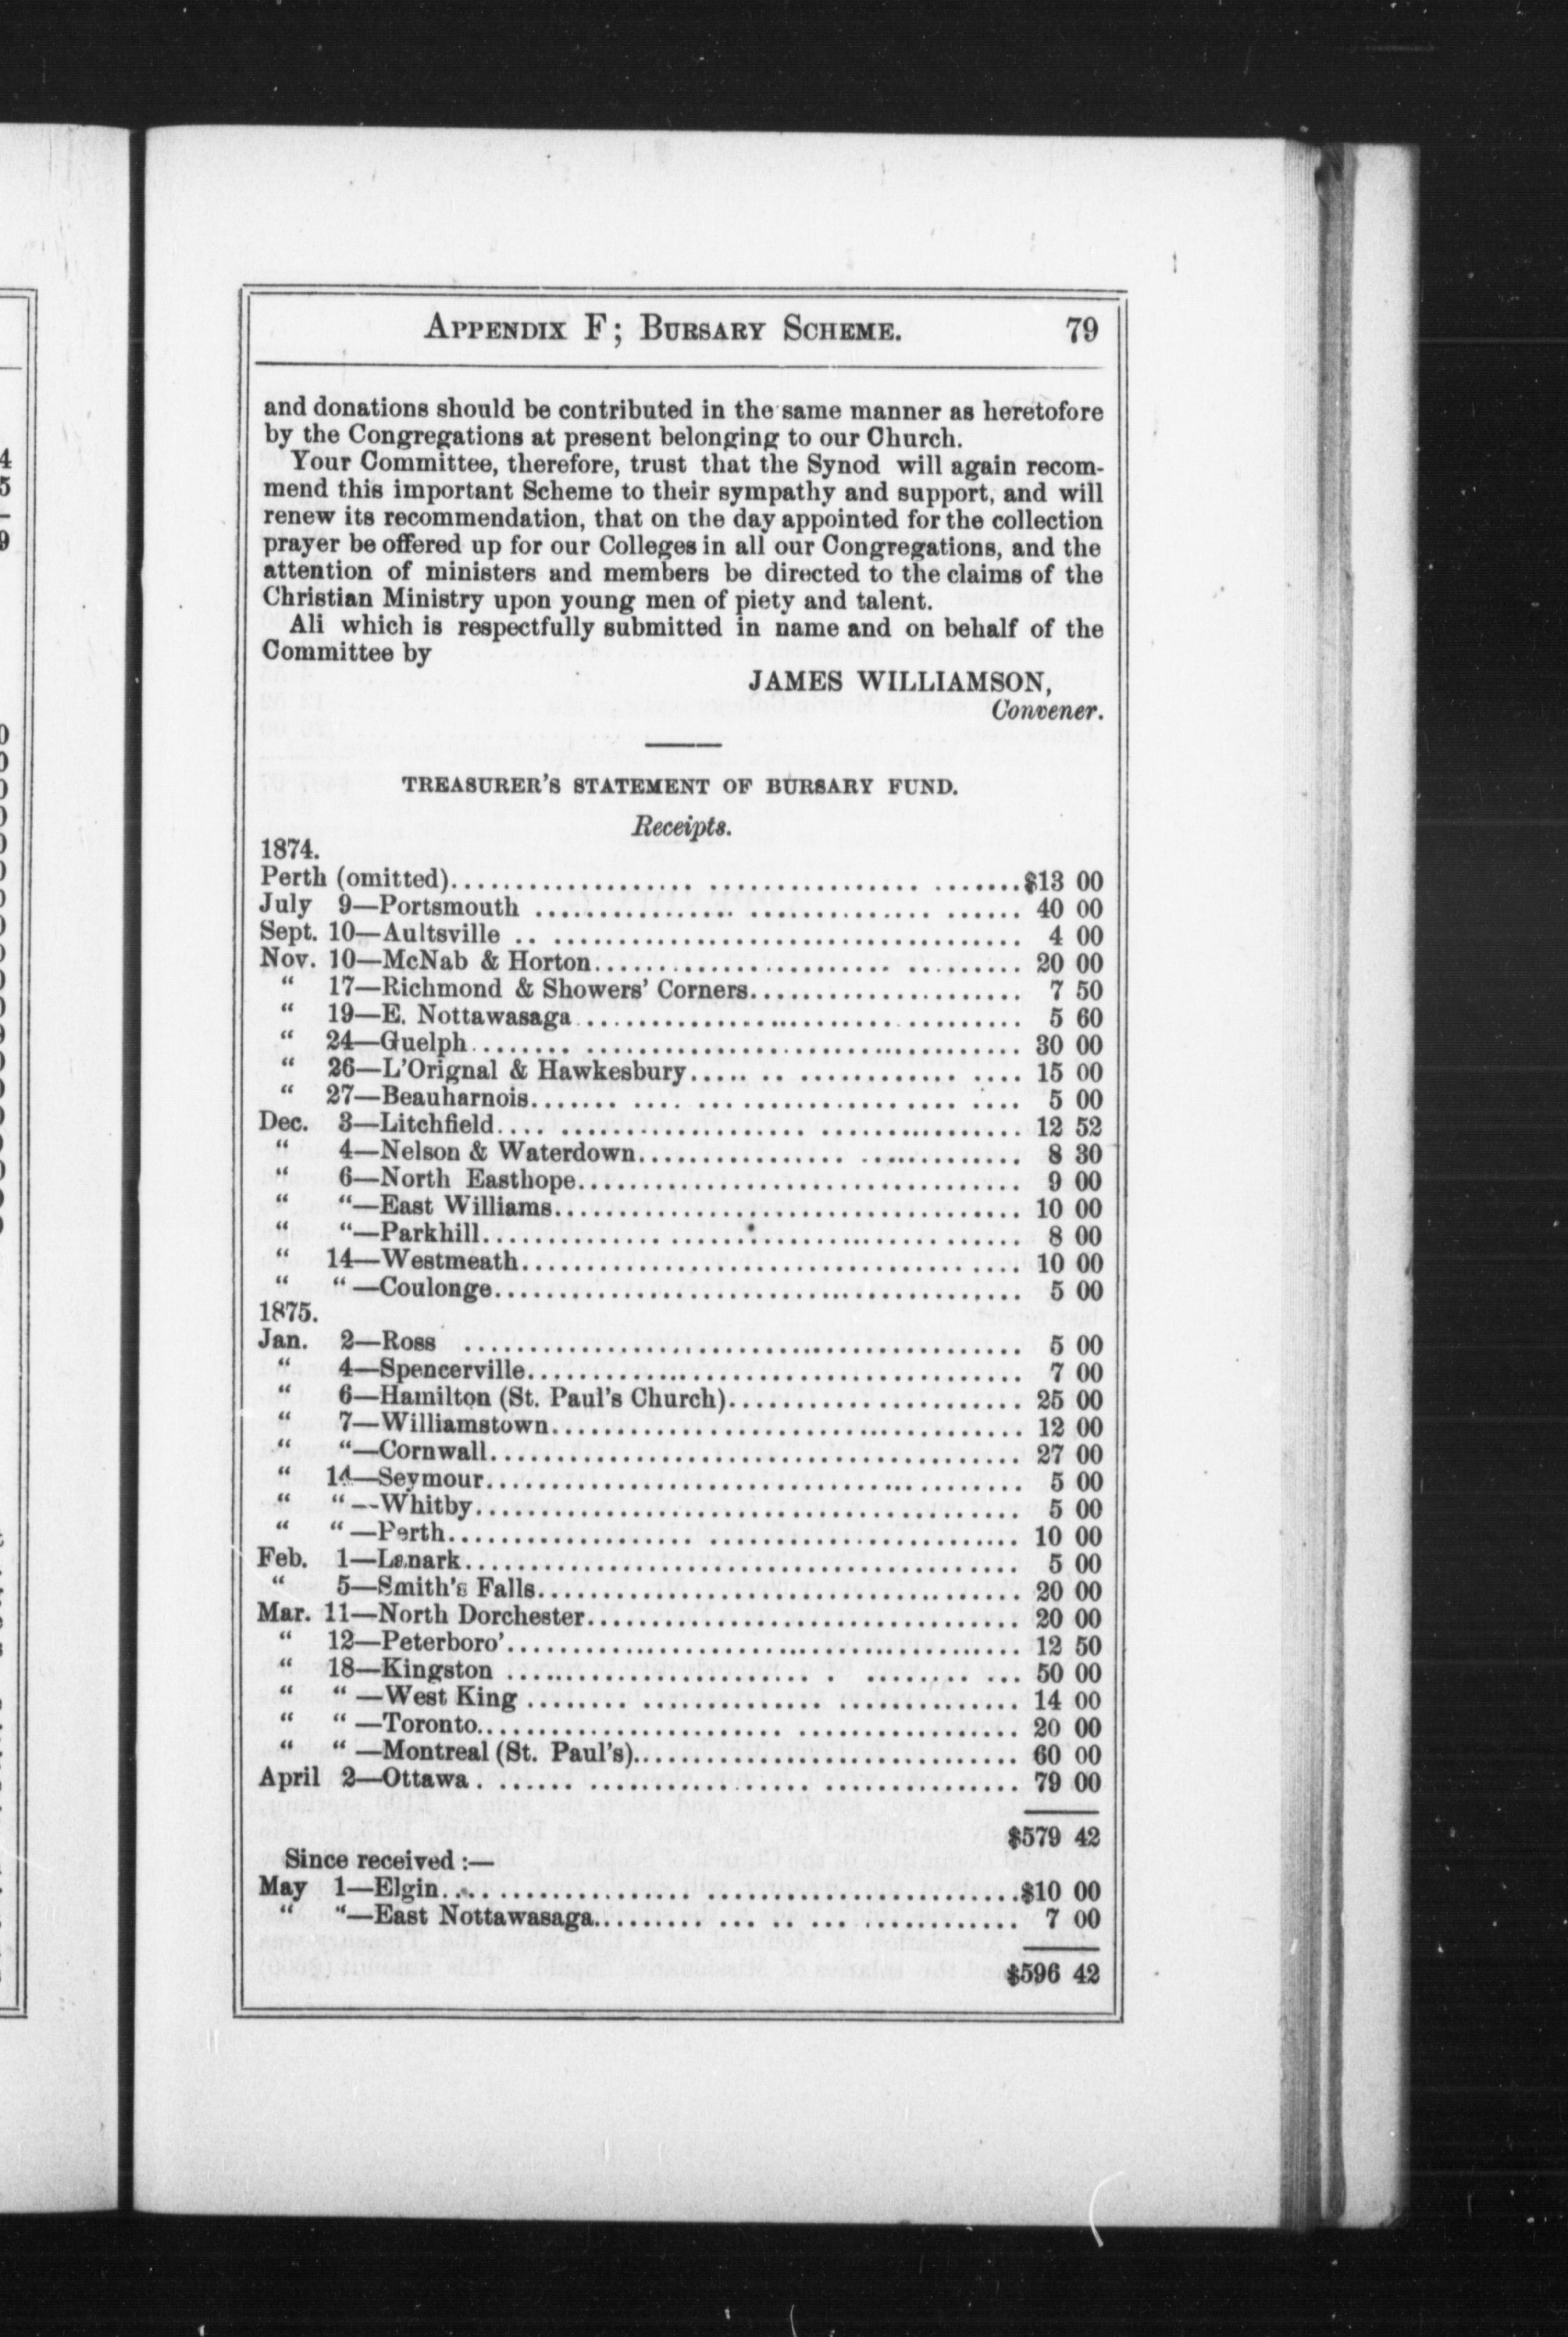 APPENDIX F; BURSARY SCHEME. 79
and donations should be contributed in the same manner as heretofore
by the Congregations at present belonging to our Church.
Your Committee, therefore, trust that the Synod will again recom-
mend this important Scheme to their sympathy and support, and will
renew its recommendation, that on the day appointed for the collection
prayer be offered up for our Colleges in all our Congregations, and the
attention of ministers and members be directed to the claims of the
Christian Ministry upon young men of piety and talent.
Ali which is respectfully submitted in name and on behalf of the
Committee by
JAMES WILLIAMSON,
Convener.
TREASURER'S STATEMENT OF BURSARY FUND.
Receipts.
1874.
Perth (omitted)........ $13 00
July 9—Portsmouth ........ 40 00
Sept. 10—Aultsville ........ 4 00
Nov. 10—McNab & Horton........ 20 00
“ 17—Richmond & Showers' Corners........ 7 50
“ 19—E. Nottawasaga ........ 5 60
“ 24—Guelph........ 30 00
“ 26—L'Orignal & Hawkesbury........ 15 00
“ 27—Beauharnois........ 5 00
Dec. 3—Litchfield........ 12 52
“ 4—Nelson & Waterdown........ 8 30
“ 6—North Easthope........ 9 00
“ “—East Williams........ 10 00
“ “—Parkhill........ 8 00
“ 14—Westmeath........ 10 00
“ “ —Coulonge........ 5 00
1875.
Jan. 2—Ross ........ 5 00
“ 4—Spencerville........ 7 00
“ 6—Hamilton (St. Paul's Church)........ 25 00
“ 7—Williamstown........ 12 00
“ “—Cornwall........ 27 00
“ 14—Seymour........ 5 00
“ “ —Whitby........ 5 00
“ “ —Perth........ 10 00
Feb. 1—Lanark........ 5 00
“ 5—Smith's Falls........ 20 00
Mar. 11—North Dorchester........ 20 00
“ 12—Peterboro'........ 12 50
“ 18—Kingston ........ 50 00
“ “ —West King ........ 14 00
“ “ —Toronto........ 20 00
“ “ —Montreal (St. Paul's)........ 60 00
April 2—Ottawa ........ 79 00
$579 42
Since received :—
May 1—Elgin........ $10 00
“ “—East Nottawasaga........ 7 00
$596 42